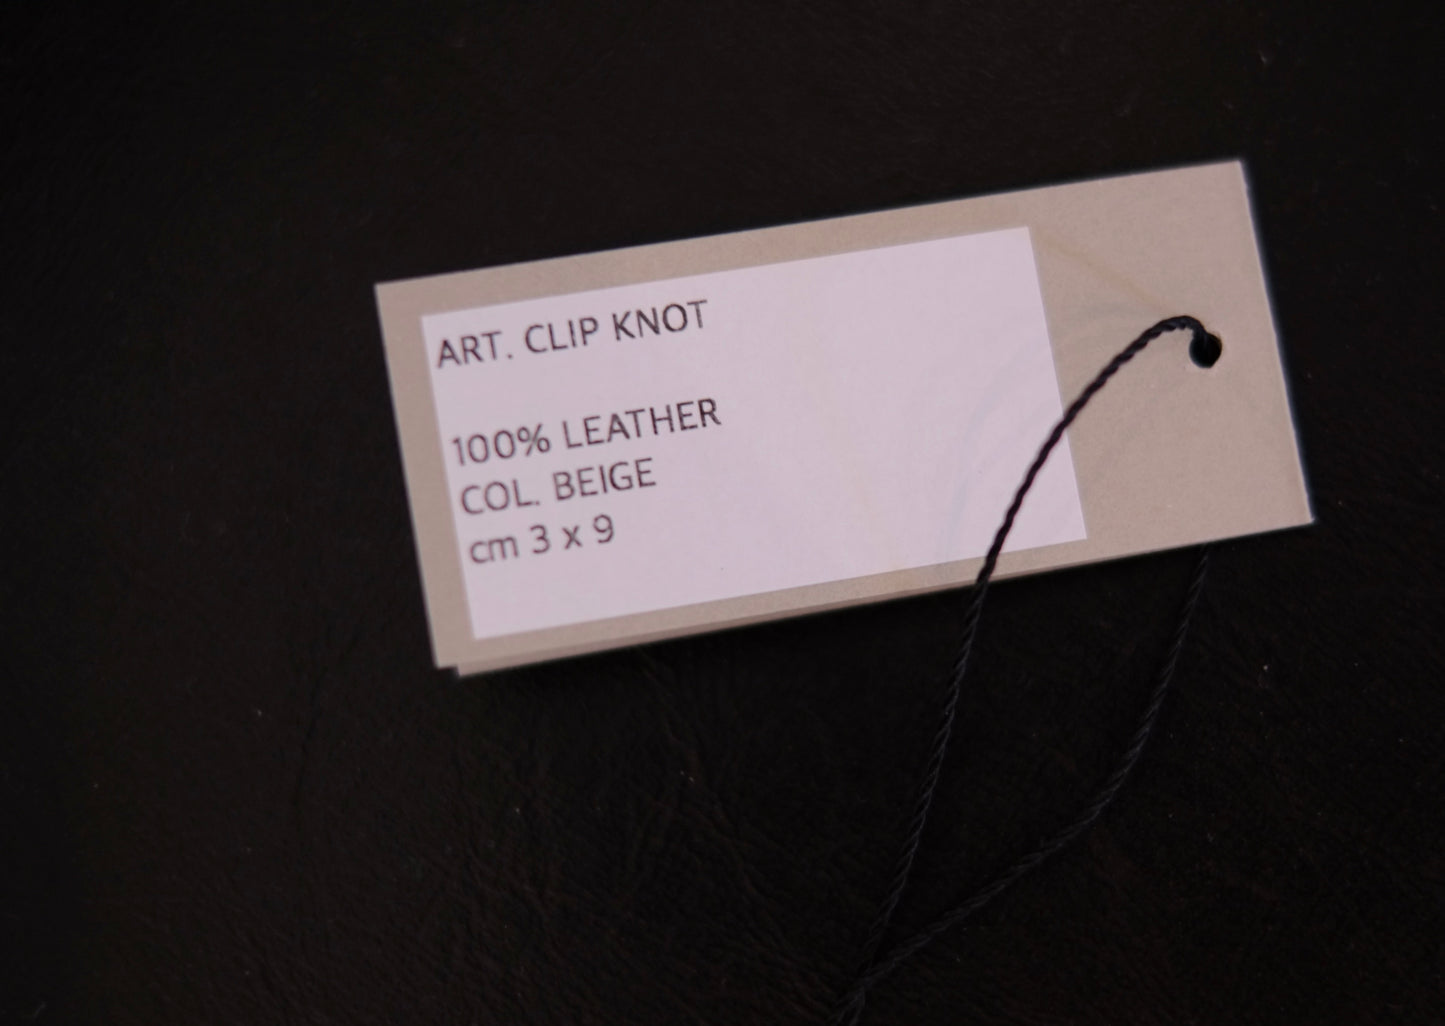 ART. CLIP KNOT
100% LEATHER
COL. BEIGE
cm 3 x 9